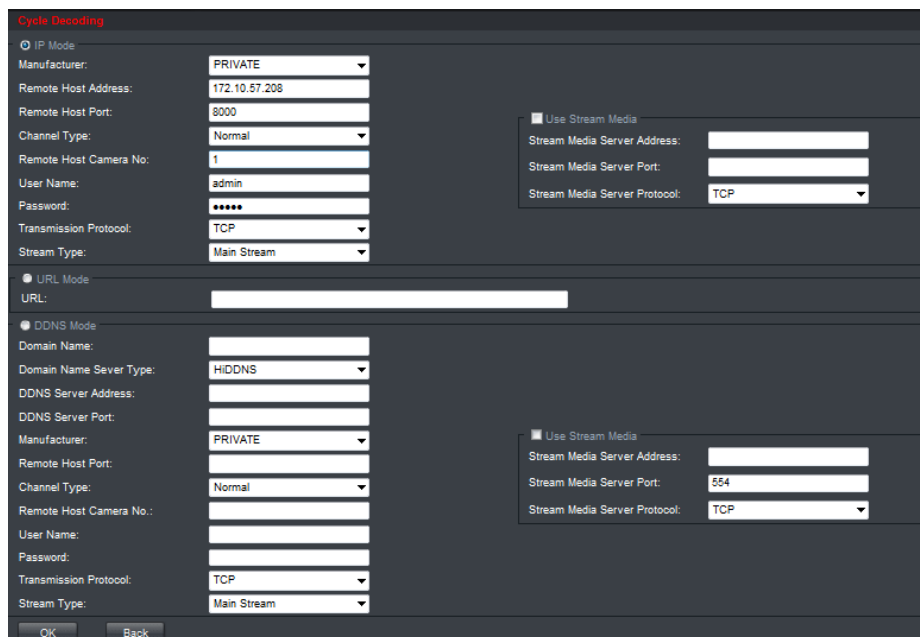 Cycle Decoding
IP Mode
Manufacturer: PRIVATE
Remote Host Address: 172.10.57.208
Remote Host Port: 8000
Channel Type: Normal
Remote Host Camera No: 1
User Name: admin
Password: •••••
Transmission Protocol: TCP
Stream Type: Main Stream
Use Stream Media
Stream Media Server Address:
Stream Media Server Port:
Stream Media Server Protocol: TCP
URL Mode
URL:
DDNS Mode
Domain Name:
Domain Name Sever Type: HiDDNS
DDNS Server Address:
DDNS Server Port:
Manufacturer: PRIVATE
Remote Host Port:
Channel Type: Normal
Remote Host Camera No.:
User Name:
Password:
Transmission Protocol: TCP
Stream Type: Main Stream
Use Stream Media
Stream Media Server Address:
Stream Media Server Port: 554
Stream Media Server Protocol: TCP
OK Back